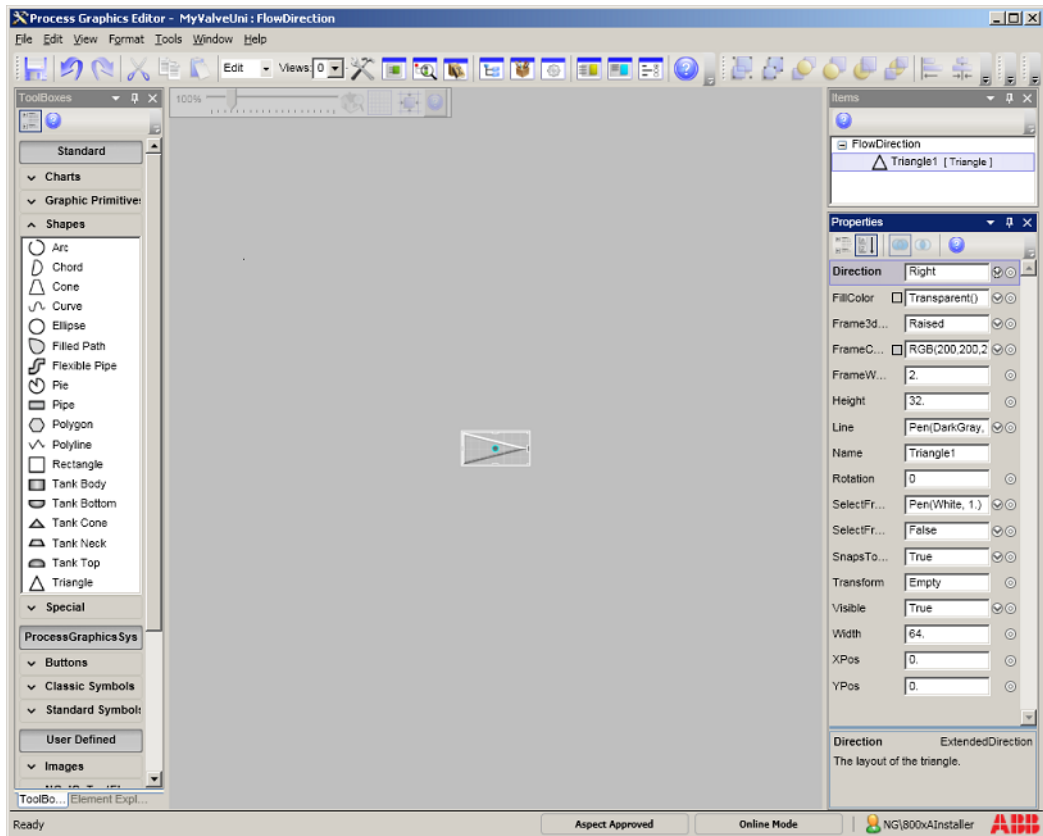 Process Graphics Editor - MyValveUni : FlowDirection
File Edit View Format Tools Window Help
Edit Views: 0
ToolBoxes
100%
Standard
Charts
Graphic Primitive
Shapes
Arc
Chord
Cone
Curve
Ellipse
Filled Path
Flexible Pipe
Pie
Pipe
Polygon
Polyline
Rectangle
Tank Body
Tank Bottom
Tank Cone
Tank Neck
Tank Top
Triangle
Special
ProcessGraphicsSys
Buttons
Classic Symbols
Standard Symbol
User Defined
Images
ToolBo... Element Expl...
Items
FlowDirection
Triangle1 [ Triangle ]
Properties
Direction Right
FillColor Transparent()
Frame3d... Raised
FrameC... RGB(200,200,2
FrameW... 2.
Height 32.
Line Pen(DarkGray,
Name Triangle1
Rotation 0
SelectFr... Pen(White, 1.)
SelectFr... False
SnapsTo... True
Transform Empty
Visible True
Width 64.
XPos 0.
YPos 0.
Direction ExtendedDirection
The layout of the triangle.
Ready Aspect Approved Online Mode NG\800xAInstaller ABB